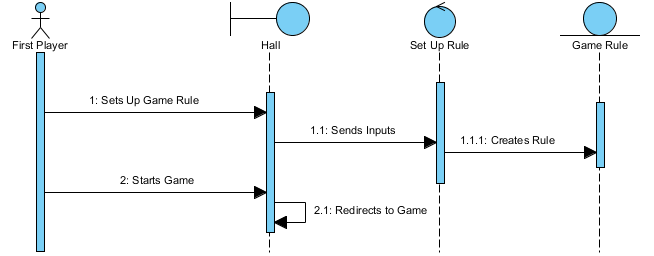 First Player
Hall
Set Up Rule
Game Rule
1: Sets Up Game Rule
1.1: Sends Inputs
1.1.1: Creates Rule
2: Starts Game
2.1: Redirects to Game